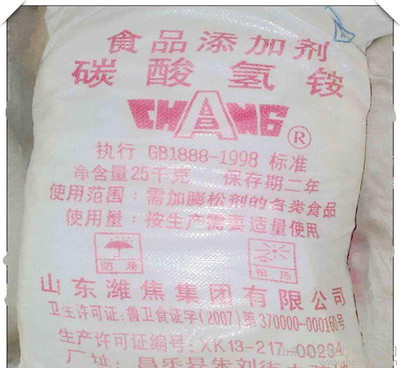 食品添加剂
碳酸氢铵
CHANG ®
执行 GB1888-1998 标准
净含量25千克 保存期二年
使用范围：需加膨松剂的各类食品
使用量：按生产需要适量使用
防潮 怕热
山东潍焦集团有限公司
卫生许可证：鲁卫食证字(2007)第370000-000160号
生产许可证编号：XK13-217-00234
厂址：昌乐县朱刘街